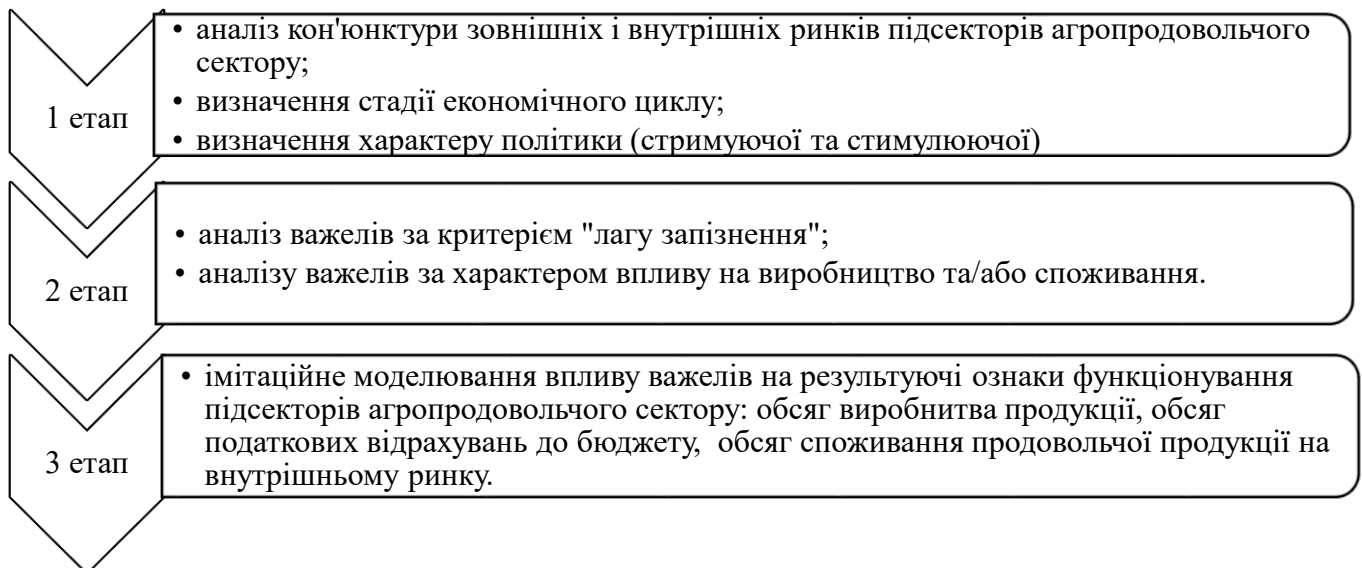 1 етап
• аналіз кон'юнктури зовнішніх і внутрішніх ринків підсекторів агропродовольчого
сектору;
• визначення стадії економічного циклу;
• визначення характеру політики (стримуючої та стимулюючої)
2 етап
• аналіз важелів за критерієм "лагу запізнення";
• аналізу важелів за характером впливу на виробництво та/або споживання.
3 етап
• імітаційне моделювання впливу важелів на результуючі ознаки функціонування
підсекторів агропродовольчого сектору: обсяг виробнитва продукції, обсяг
податкових відрахувань до бюджету, обсяг споживання продовольчої продукції на
внутрішньому ринку.